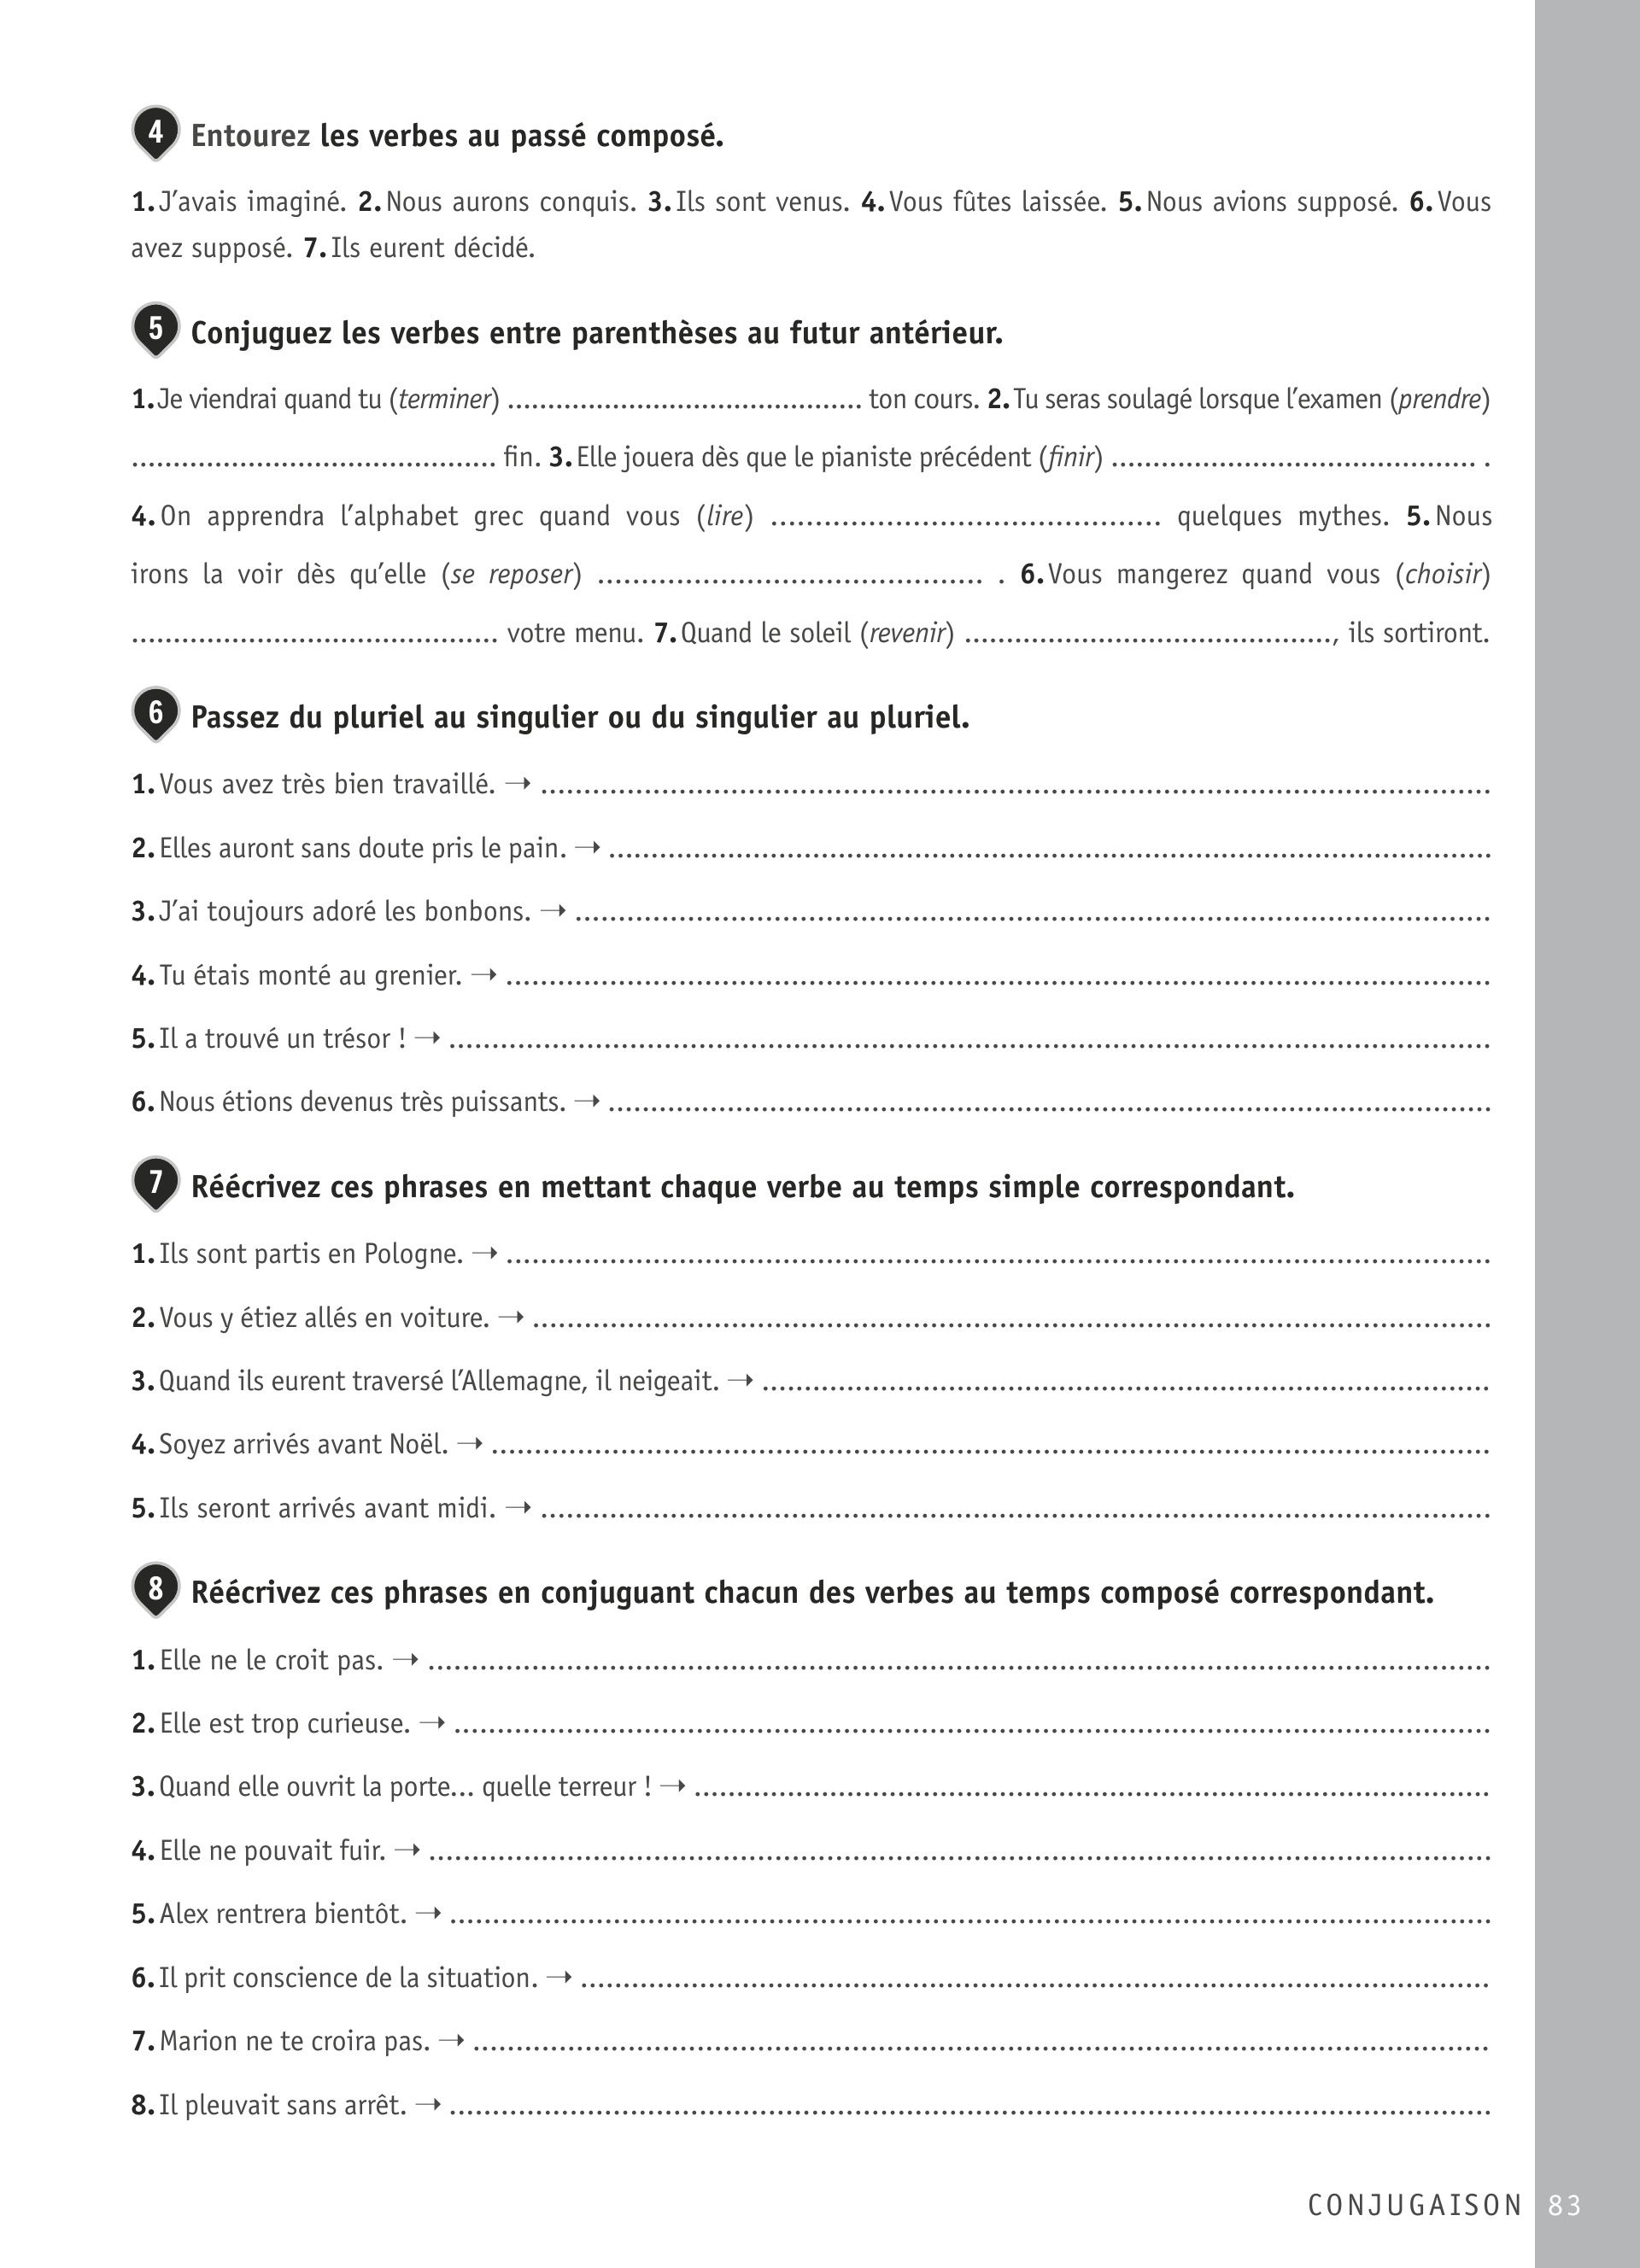 4 Entourez les verbes au passé composé.
1. J’avais imaginé. 2. Nous aurons conquis. 3. Ils sont venus. 4. Vous fûtes laissée. 5. Nous avions supposé. 6. Vous
avez supposé. 7. Ils eurent décidé.
5 Conjuguez les verbes entre parenthèses au futur antérieur.
1. Je viendrai quand tu (terminer) .......................................... ton cours. 2. Tu seras soulagé lorsque l’examen (prendre)
.......................................... fin. 3. Elle jouera dès que le pianiste précédent (finir) .......................................... .
4. On apprendra l’alphabet grec quand vous (lire) .......................................... quelques mythes. 5. Nous
irons la voir dès qu’elle (se reposer) .......................................... . 6. Vous mangerez quand vous (choisir)
.......................................... votre menu. 7. Quand le soleil (revenir) .........................................., ils sortiront.
6 Passez du pluriel au singulier ou du singulier au pluriel.
1. Vous avez très bien travaillé. → ..........................................
2. Elles auront sans doute pris le pain. → ..........................................
3. J’ai toujours adoré les bonbons. → ..........................................
4. Tu étais monté au grenier. → ..........................................
5. Il a trouvé un trésor ! → ..........................................
6. Nous étions devenus très puissants. → ..........................................
7 Réécrivez ces phrases en mettant chaque verbe au temps simple correspondant.
1. Ils sont partis en Pologne. → ..........................................
2. Vous y étiez allés en voiture. → ..........................................
3. Quand ils eurent traversé l’Allemagne, il neigeait. → ..........................................
4. Soyez arrivés avant Noël. → ..........................................
5. Ils seront arrivés avant midi. → ..........................................
8 Réécrivez ces phrases en conjuguant chacun des verbes au temps composé correspondant.
1. Elle ne le croit pas. → ..........................................
2. Elle est trop curieuse. → ..........................................
3. Quand elle ouvrit la porte... quelle terreur ! → ..........................................
4. Elle ne pouvait fuir. → ..........................................
5. Alex rentrera bientôt. → ..........................................
6. Il prit conscience de la situation. → ..........................................
7. Marion ne te croira pas. → ..........................................
8. Il pleuvait sans arrêt. → ..........................................
CONJUGAISON 83